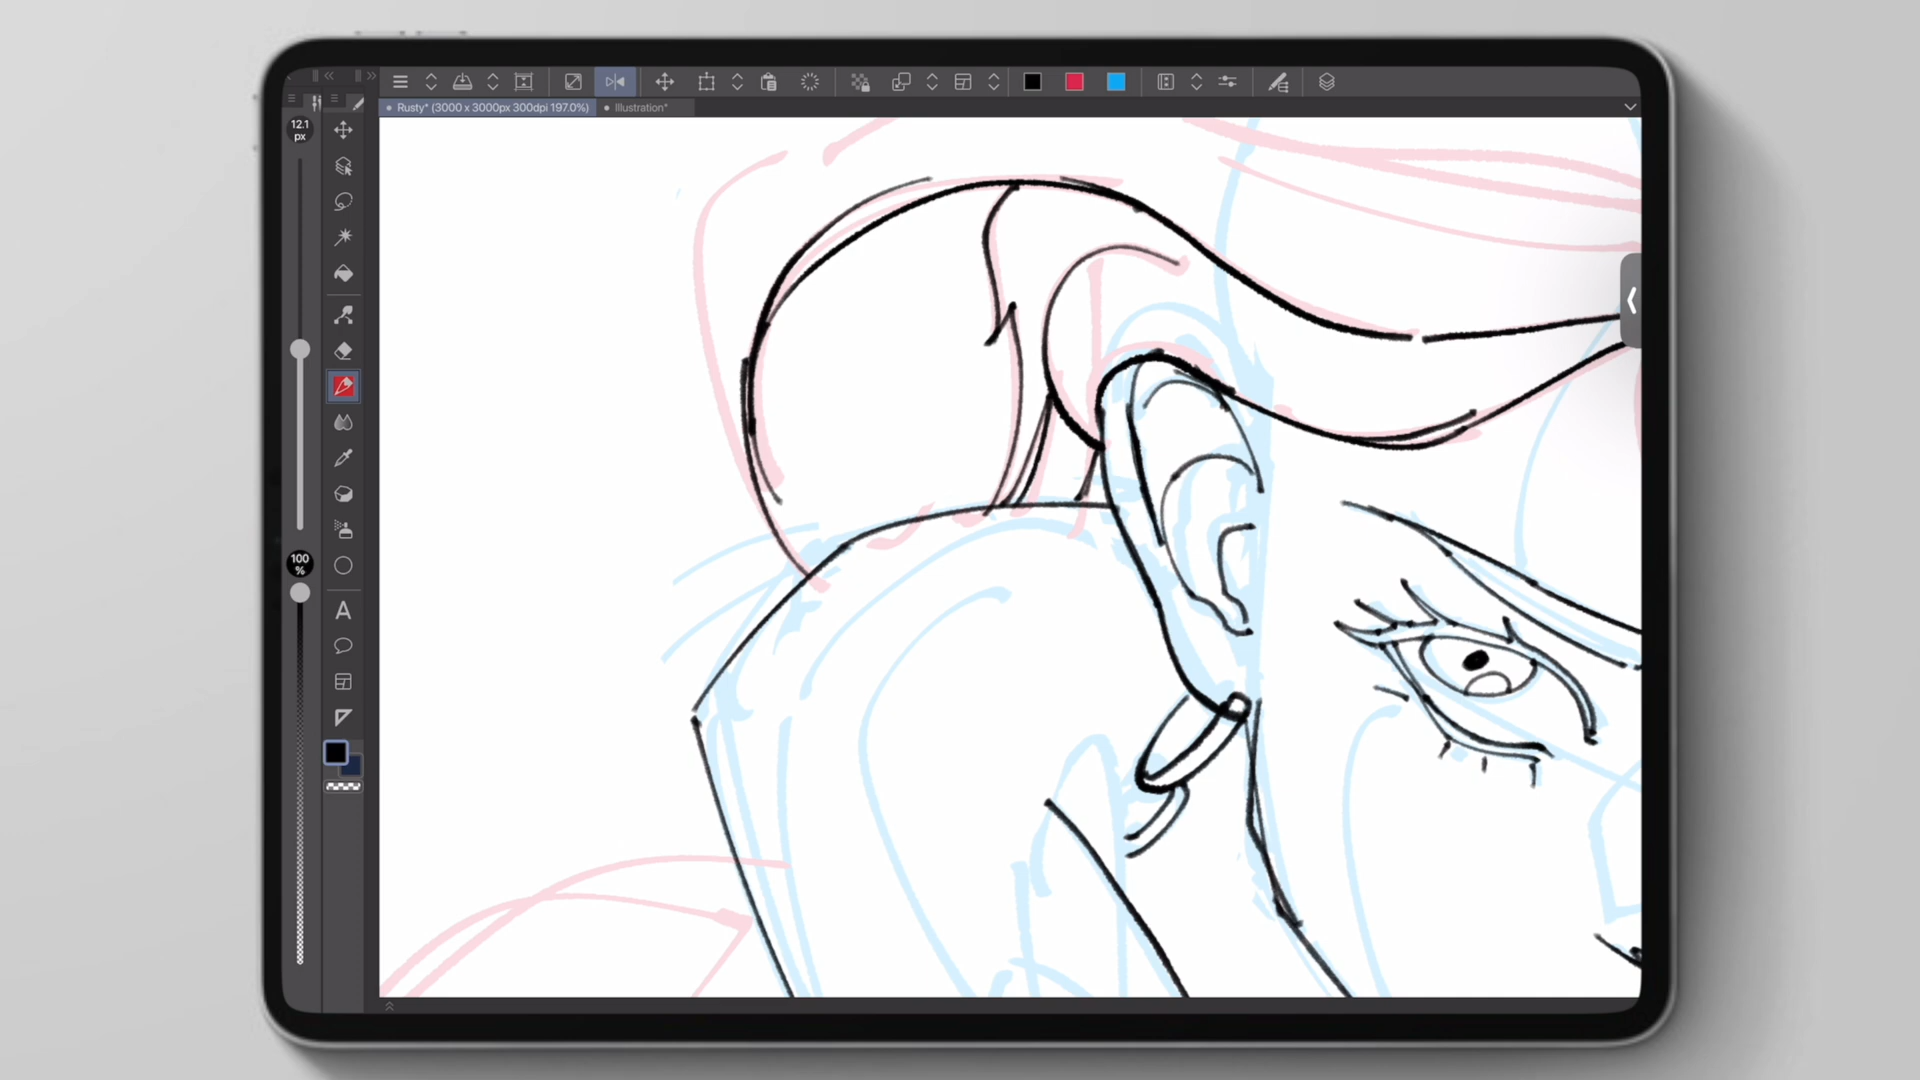 Rusty* (3000 x 3000px 300dpi 197.0%)
Illustration*
12.1
px
100
%
A